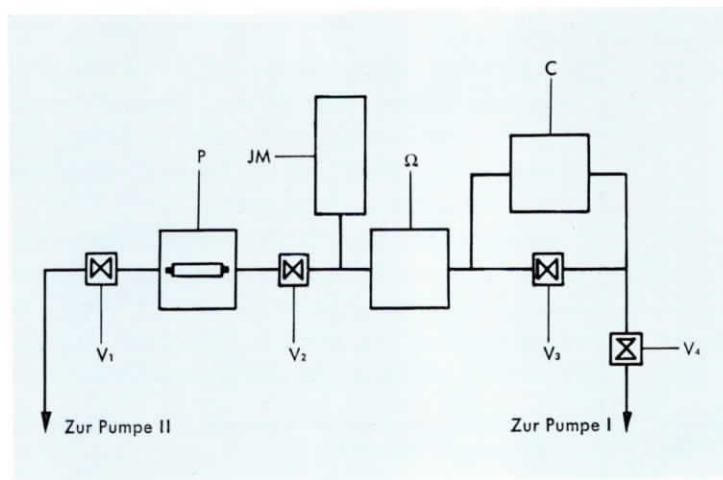 C
P
JM
Ω
V₁
V₂
V₃
V₄
Zur Pumpe II
Zur Pumpe I